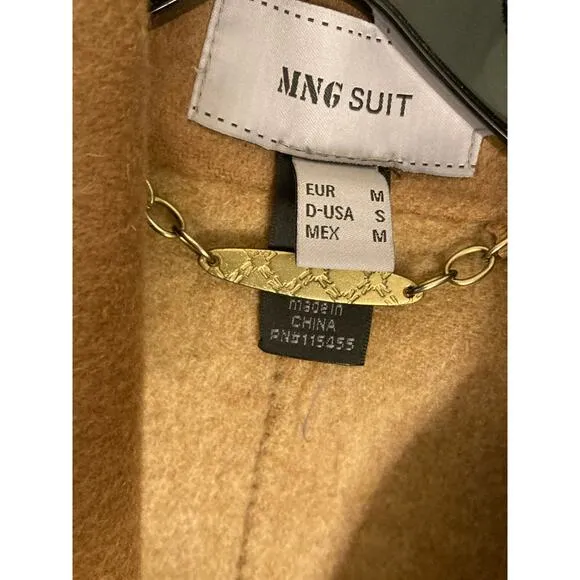 MNG SUIT
EUR M
D-USA S
MEX M
made in
CHINA
RN#115455